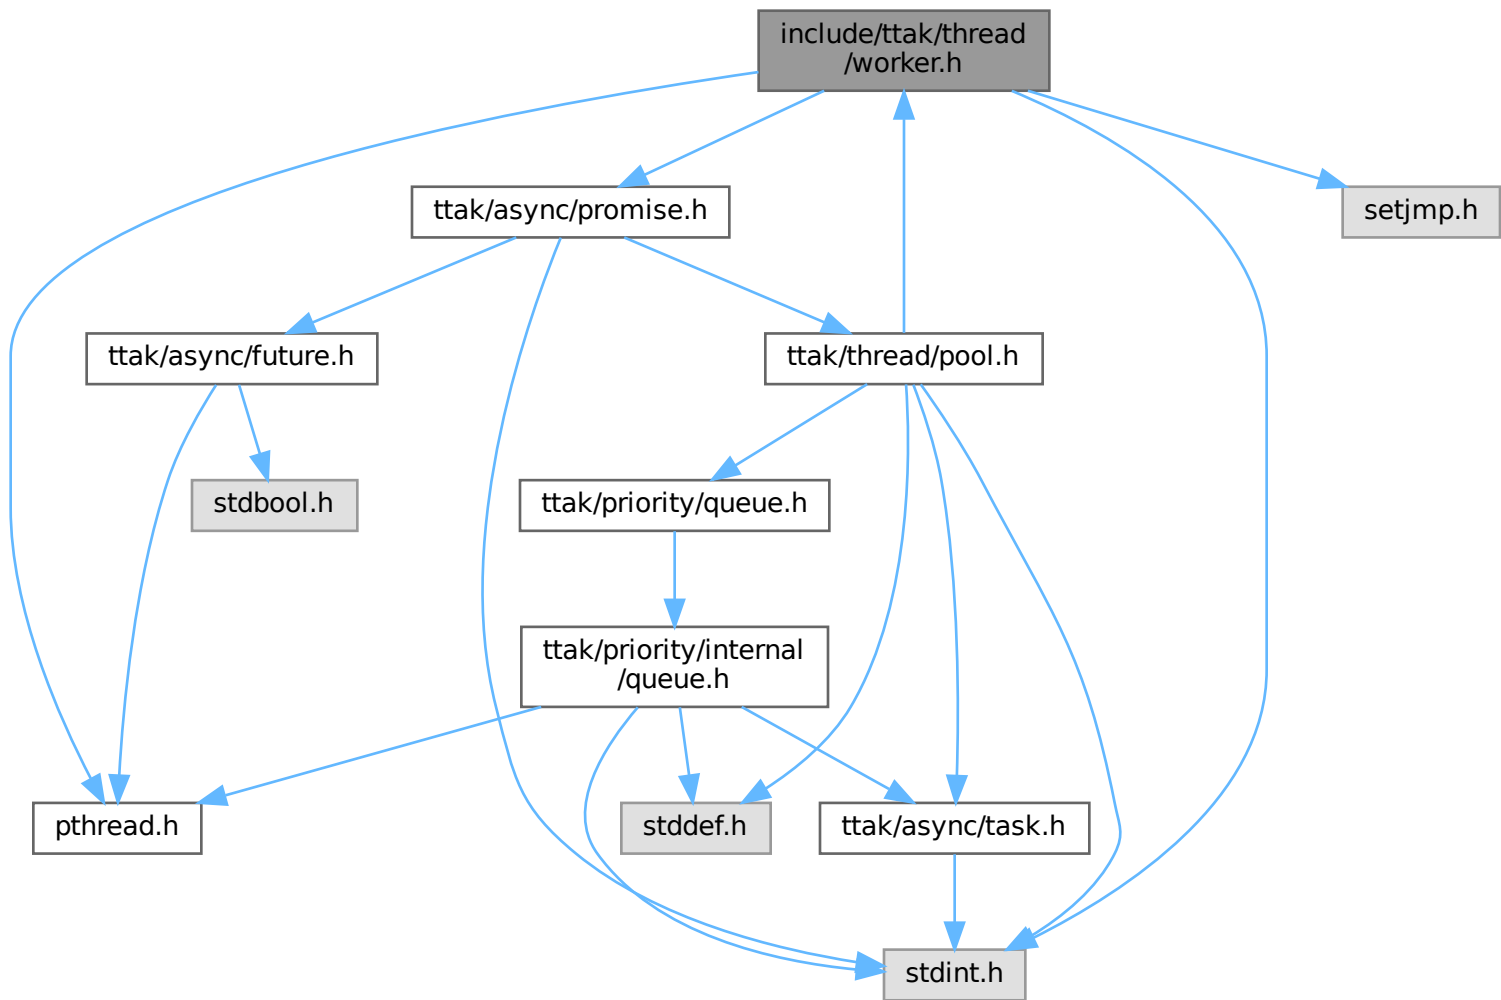 include/ttak/thread
/worker.h
ttak/async/promise.h
setjmp.h
ttak/async/future.h
ttak/thread/pool.h
stdbool.h
ttak/priority/queue.h
ttak/priority/internal
/queue.h
pthread.h
stddef.h
ttak/async/task.h
stdint.h